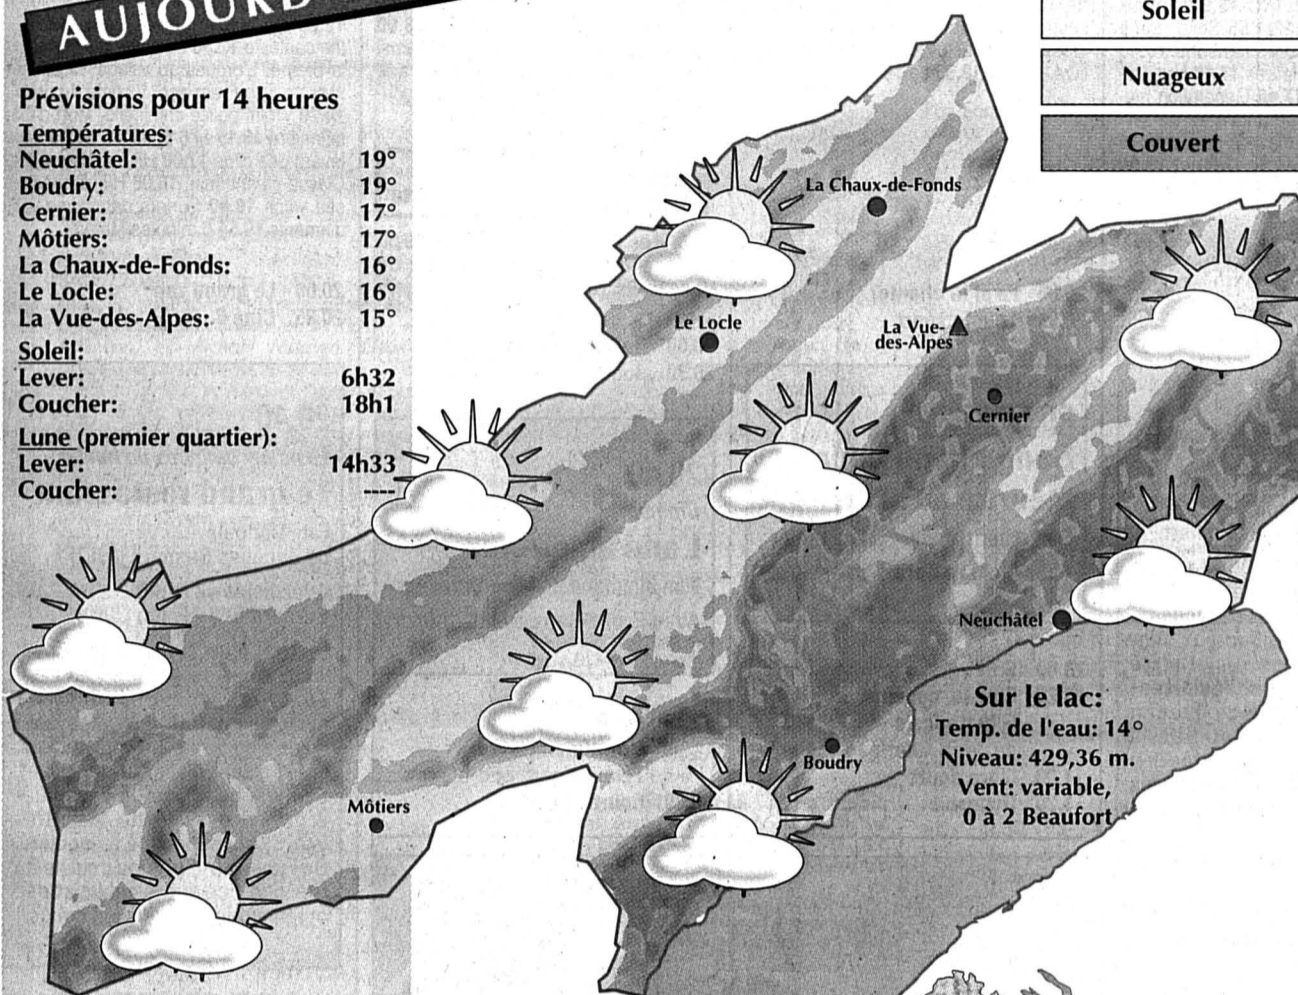 AUJOURD
Prévisions pour 14 heures
Températures:
Neuchâtel: 19°
Boudry: 19°
Cernier: 17°
Môtiers: 17°
La Chaux-de-Fonds: 16°
Le Locle: 16°
La Vue-des-Alpes: 15°
Soleil:
Lever: 6h32
Coucher: 18h1
Lune (premier quartier):
Lever: 14h33
Coucher: ----
Soleil
Nuageux
Couvert
La Chaux-de-Fonds
Le Locle
La Vue-
des-Alpes
Cernier
Neuchâtel
Boudry
Môtiers
Sur le lac:
Temp. de l'eau: 14°
Niveau: 429,36 m.
Vent: variable,
0 à 2 Beaufort